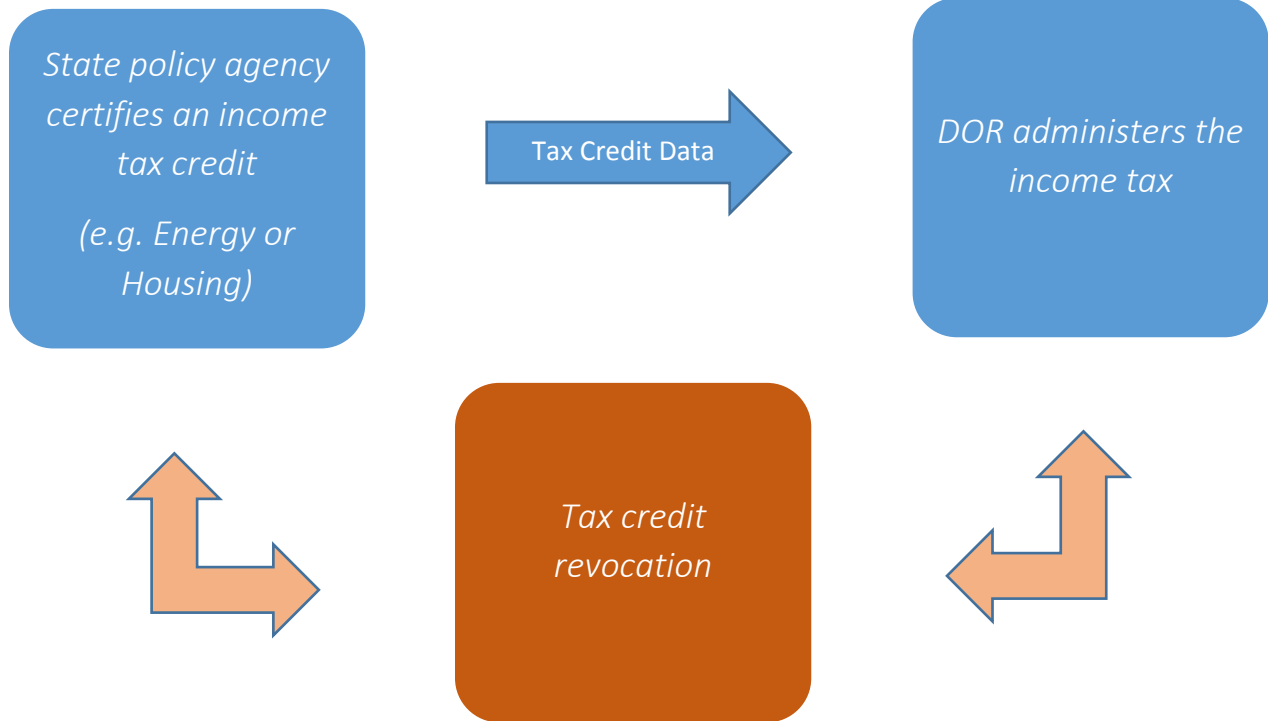 State policy agency
certifies an income
tax credit
(e.g. Energy or
Housing)
Tax Credit Data
DOR administers the
income tax
Tax credit
revocation